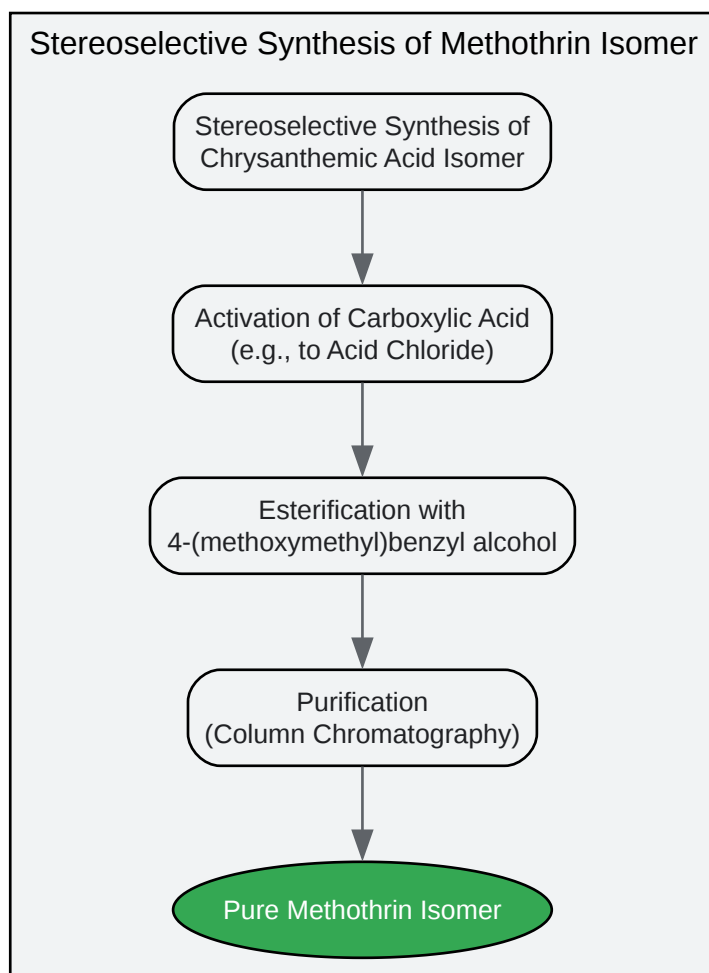 Stereoselective Synthesis of Methothrin Isomer
Stereoselective Synthesis of
Chrysanthemic Acid Isomer
Activation of Carboxylic Acid
(e.g., to Acid Chloride)
Esterification with
4-(methoxymethyl)benzyl alcohol
Purification
(Column Chromatography)
Pure Methothrin Isomer